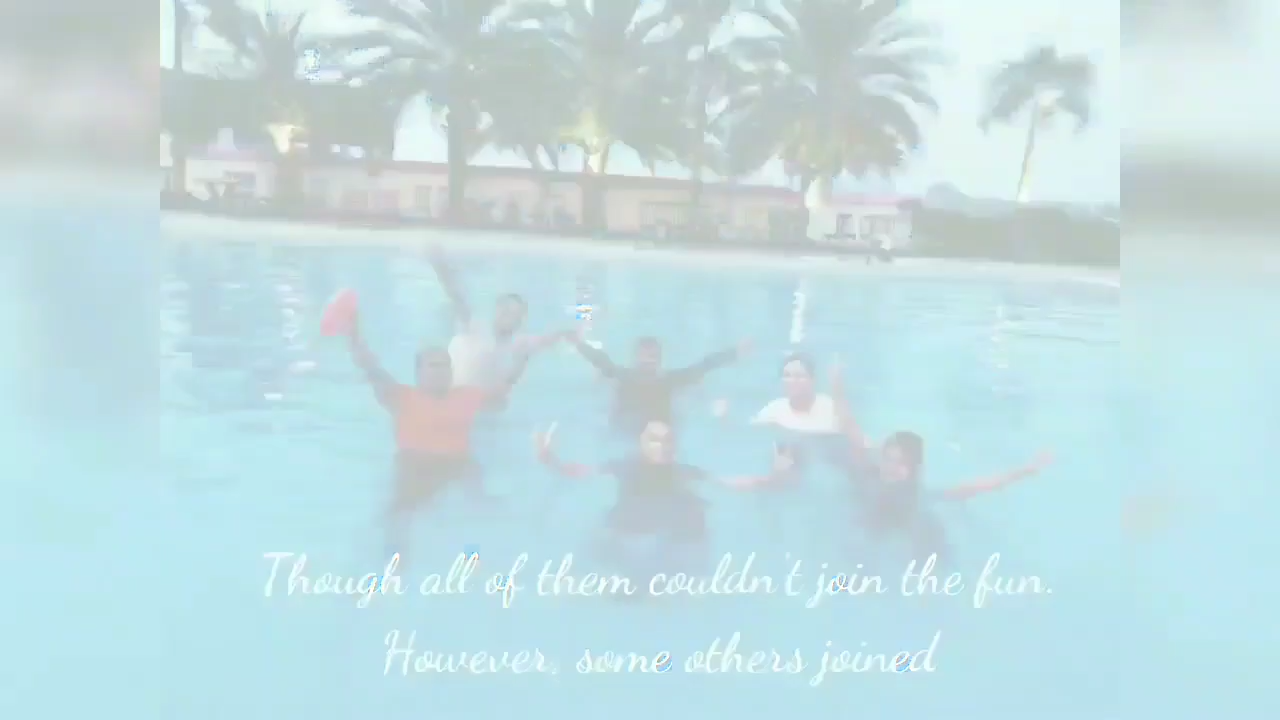 Though all of them couldn't join the fun.
However, some others joined